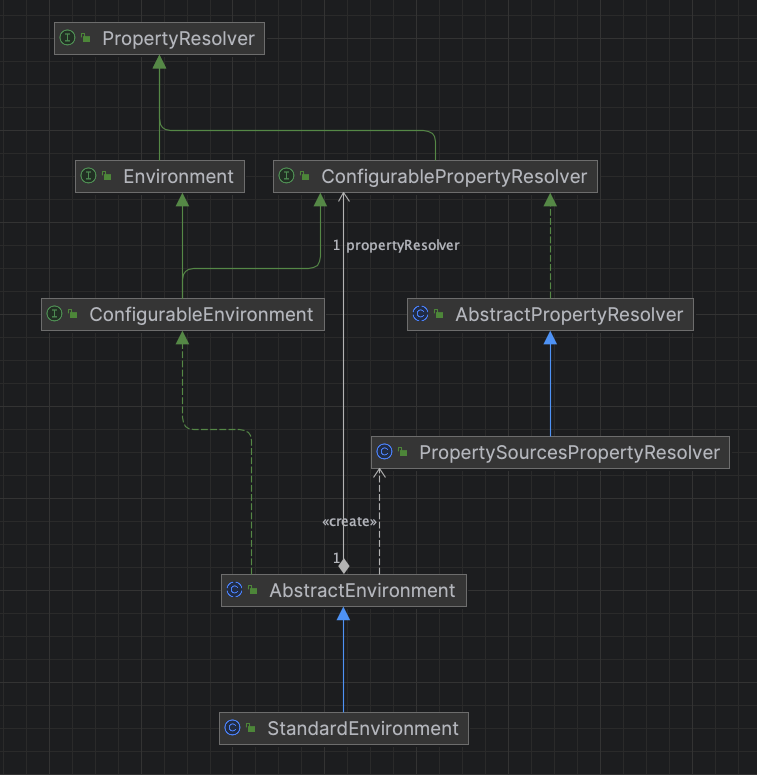 PropertyResolver
Environment
ConfigurablePropertyResolver
1 propertyResolver
ConfigurableEnvironment
AbstractPropertyResolver
PropertySourcesPropertyResolver
«create»
1
AbstractEnvironment
StandardEnvironment